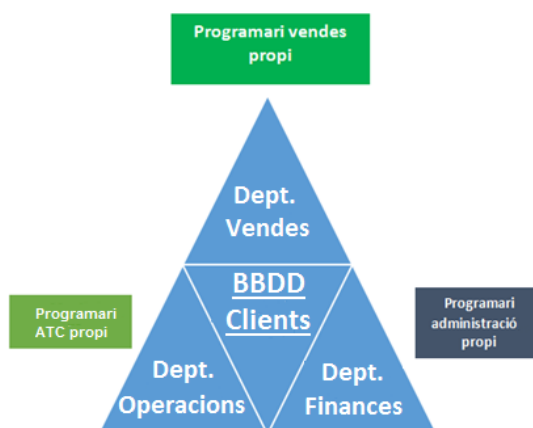 Programari vendes
propi
Dept.
Vendes
BBDD
Clients
Programari
ATC propi
Programari
administració
propi
Dept.
Operacions
Dept.
Finances